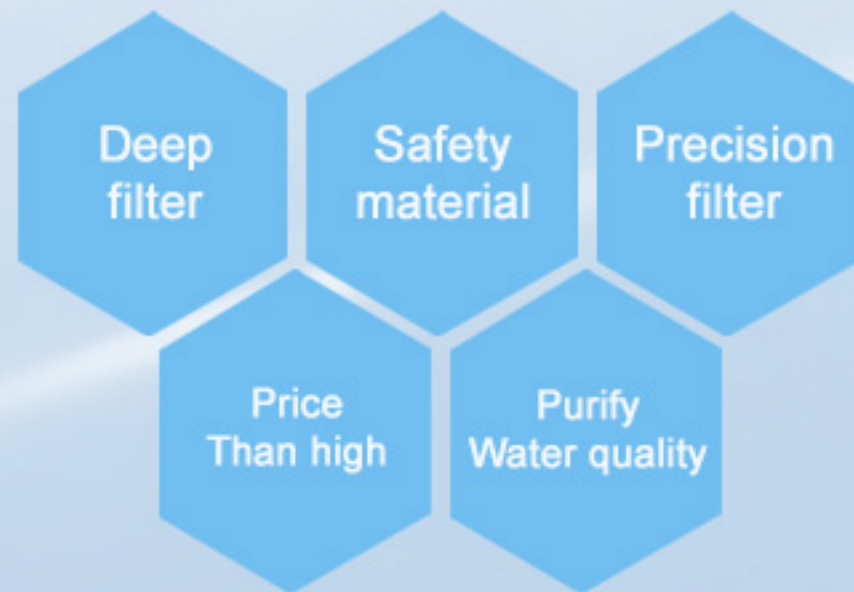 Deep
filter
Safety
material
Precision
filter
Price
Than high
Purify
Water quality